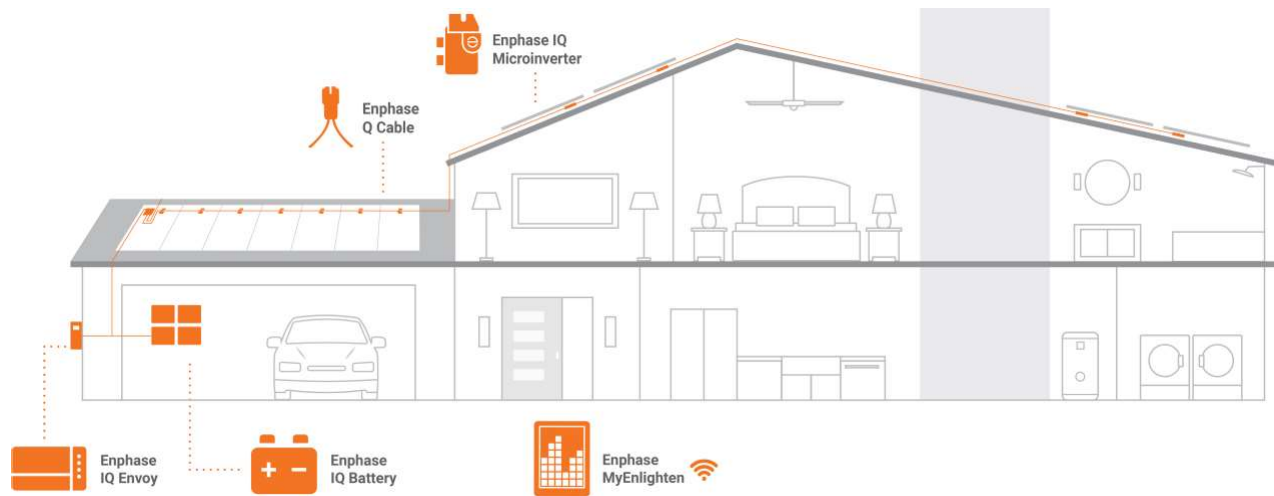 Enphase IQ
Microinverter
Enphase
Q Cable
Enphase
IQ Envoy
Enphase
IQ Battery
Enphase
MyEnlighten